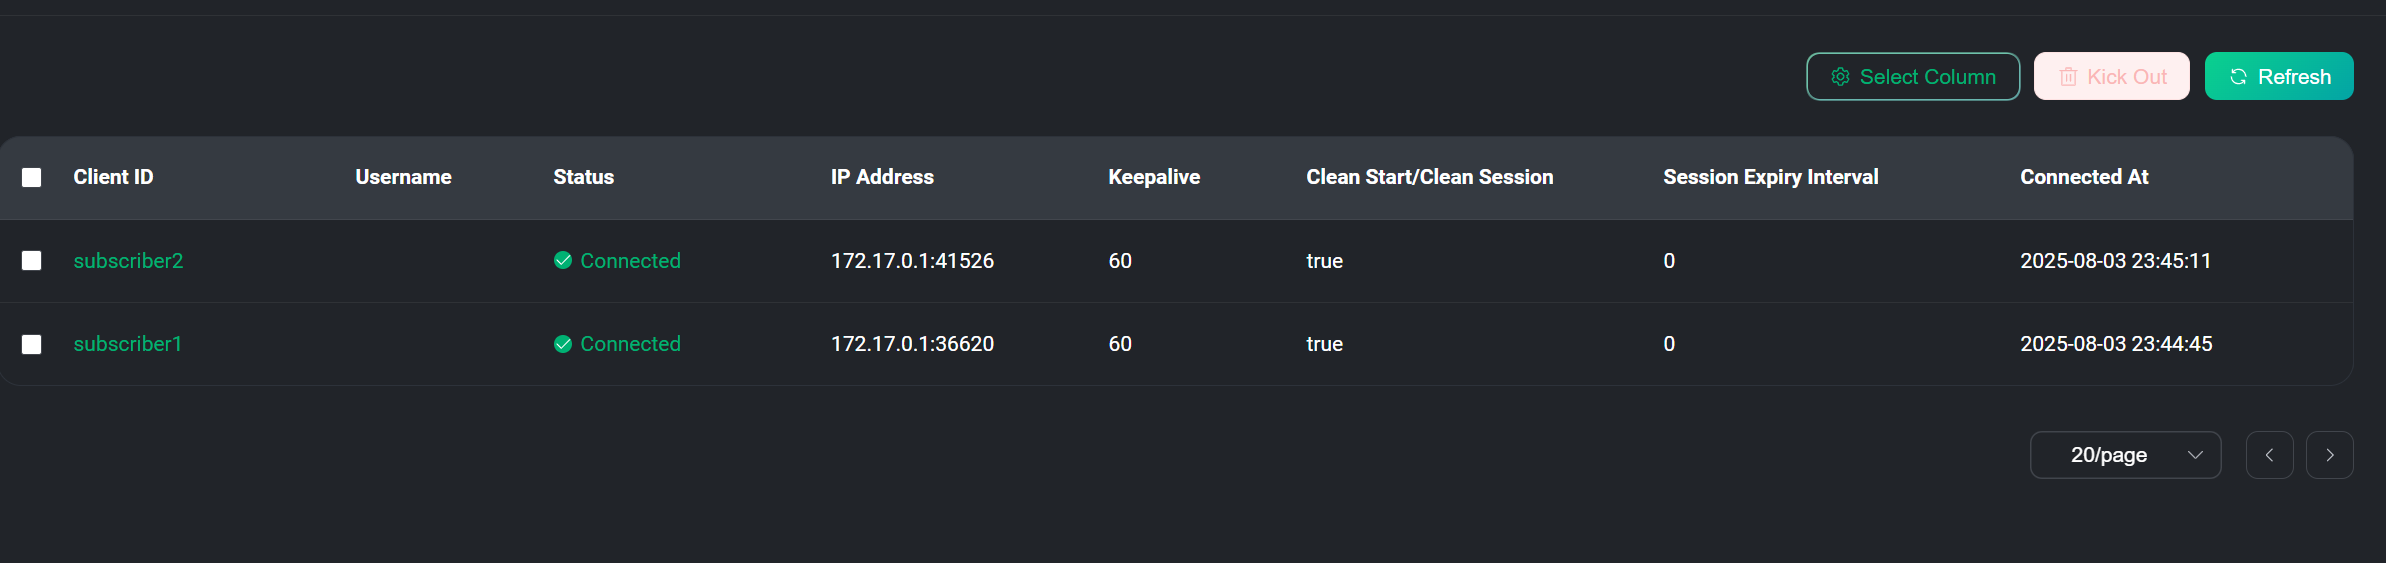 Select Column Kick Out Refresh
Client ID Username Status IP Address Keepalive Clean Start/Clean Session Session Expiry Interval Connected At
subscriber2 Connected 172.17.0.1:41526 60 true 0 2025-08-03 23:45:11
subscriber1 Connected 172.17.0.1:36620 60 true 0 2025-08-03 23:44:45
20/page